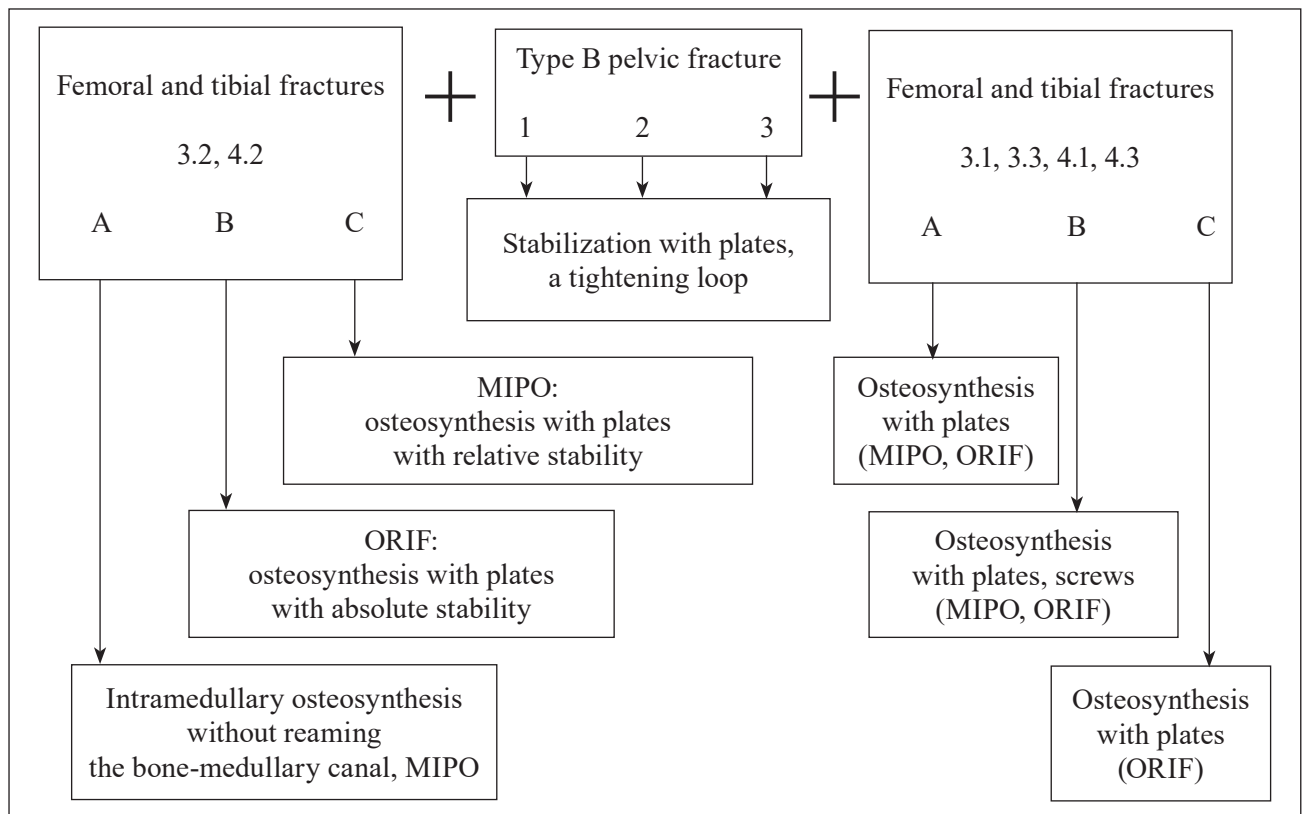 Femoral and tibial fractures
3.2, 4.2
A B C
Type B pelvic fracture
1 2 3
Femoral and tibial fractures
3.1, 3.3, 4.1, 4.3
A B C
Stabilization with plates,
a tightening loop
MIPO:
osteosynthesis with plates
with relative stability
Osteosynthesis
with plates
(MIPO, ORIF)
ORIF:
osteosynthesis with plates
with absolute stability
Osteosynthesis
with plates, screws
(MIPO, ORIF)
Intramedullary osteosynthesis
without reaming
the bone-medullary canal, MIPO
Osteosynthesis
with plates
(ORIF)